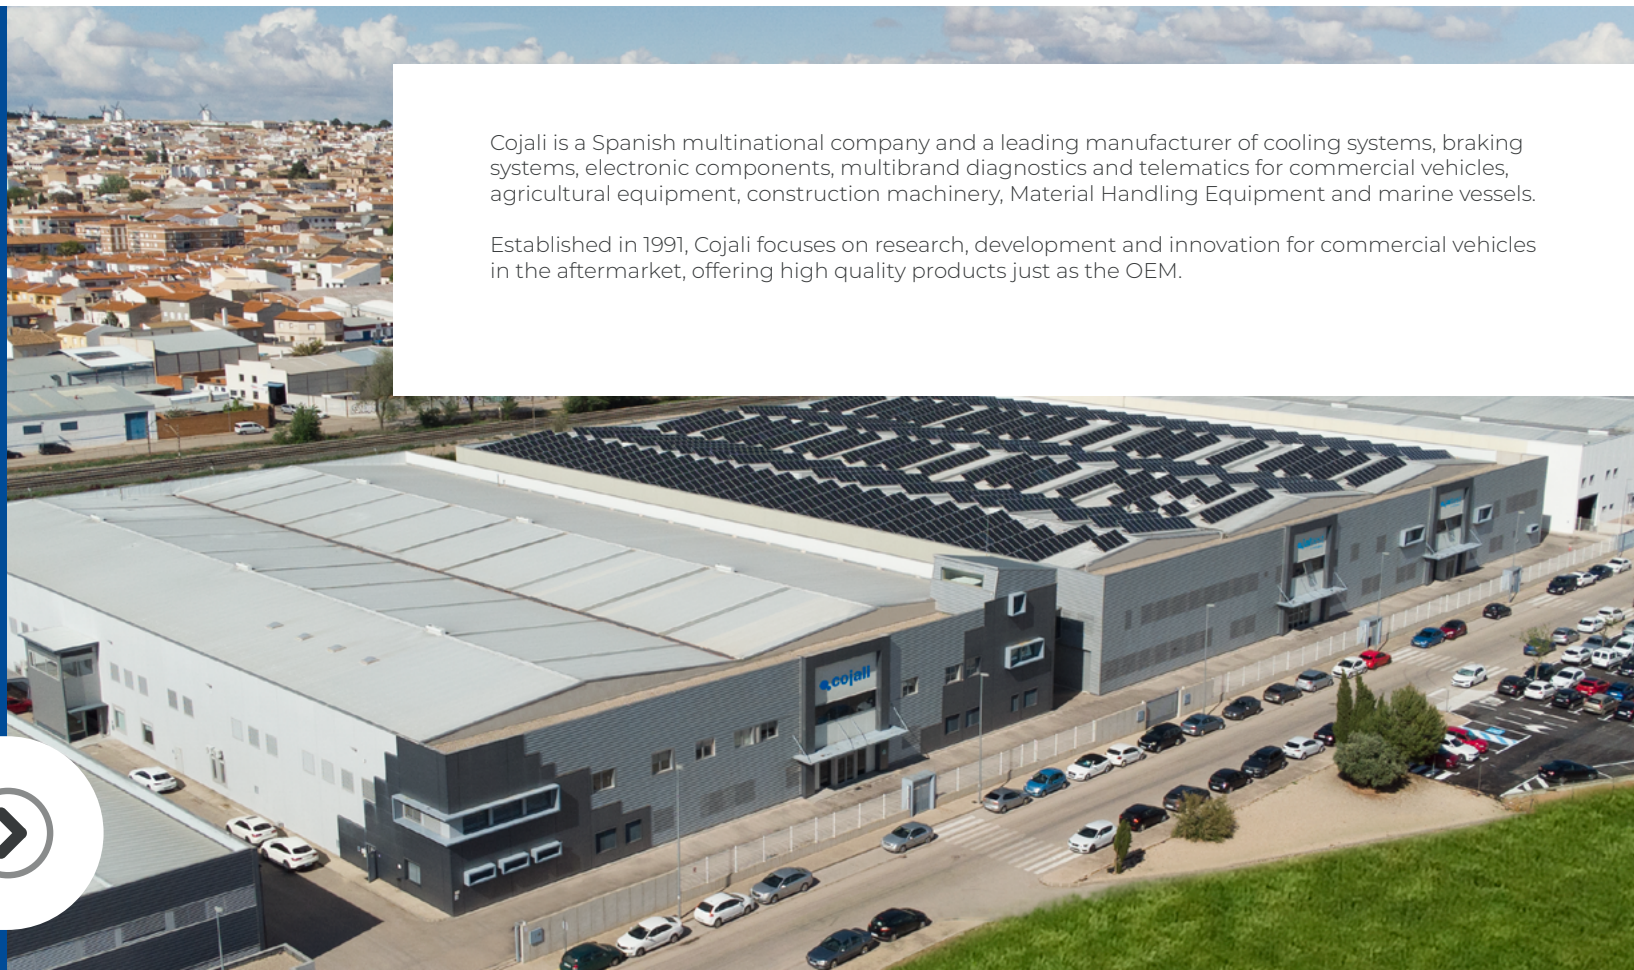 Cojali is a Spanish multinational company and a leading manufacturer of cooling systems, braking
systems, electronic components, multibrand diagnostics and telematics for commercial vehicles,
agricultural equipment, construction machinery, Material Handling Equipment and marine vessels.
Established in 1991, Cojali focuses on research, development and innovation for commercial vehicles
in the aftermarket, offering high quality products just as the OEM.
cojali